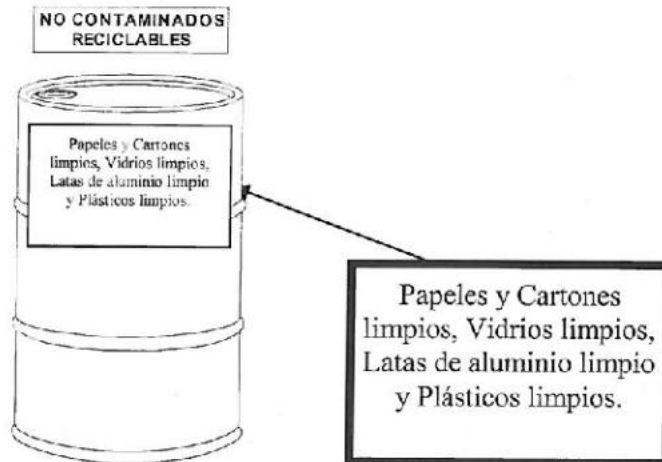 NO CONTAMINADOS
RECICLABLES
Papeles y Cartones
limpios, Vidrios limpios,
Latas de aluminio limpio
y Plásticos limpios.
Papeles y Cartones
limpios, Vidrios limpios,
Latas de aluminio limpio
y Plásticos limpios.